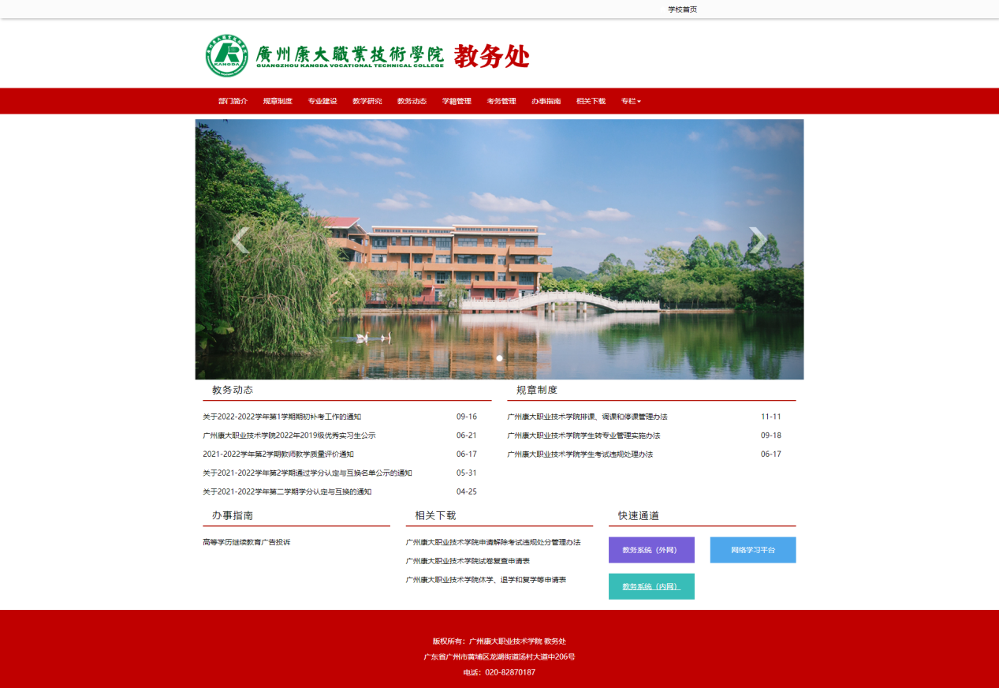 学校首页
廣州康大職業技術學院 教务处
GUANGZHOU KANGDA VOCATIONAL TECHNICAL COLLEGE
KANGDA
部门简介 规章制度 专业建设 教学研究 教务动态 学籍管理 考务管理 办事指南 相关下载 专栏
教务动态
关于2022-2022学年第1学期期初补考工作的通知 09-16
广州康大职业技术学院2022年2019级优秀实习生公示 06-21
2021-2022学年第2学期教师教学质量评价通知 06-17
关于2021-2022学年第2学期通过学分认定与互换名单公示的通知 05-31
关于2021-2022学年第二学期学分认定与互换的通知 04-25
规章制度
广州康大职业技术学院排课、调课和停课管理办法 11-11
广州康大职业技术学院学生转专业管理实施办法 09-18
广州康大职业技术学院学生考试违规处理办法 06-17
办事指南
高等学历继续教育广告投诉
相关下载
广州康大职业技术学院申请解除考试违规处分管理办法
广州康大职业技术学院试卷复查申请表
广州康大职业技术学院休学、退学和复学等申请表
快速通道
教务系统（外网） 网络学习平台
教务系统（内网）
版权所有：广州康大职业技术学院 教务处
广东省广州市黄埔区龙湖街道汤村大道中206号
电话：020-82870187